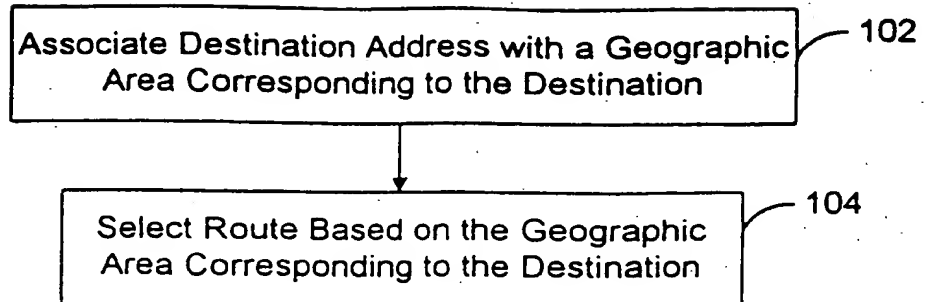 Associate Destination Address with a Geographic
Area Corresponding to the Destination
102
Select Route Based on the Geographic
Area Corresponding to the Destination
104